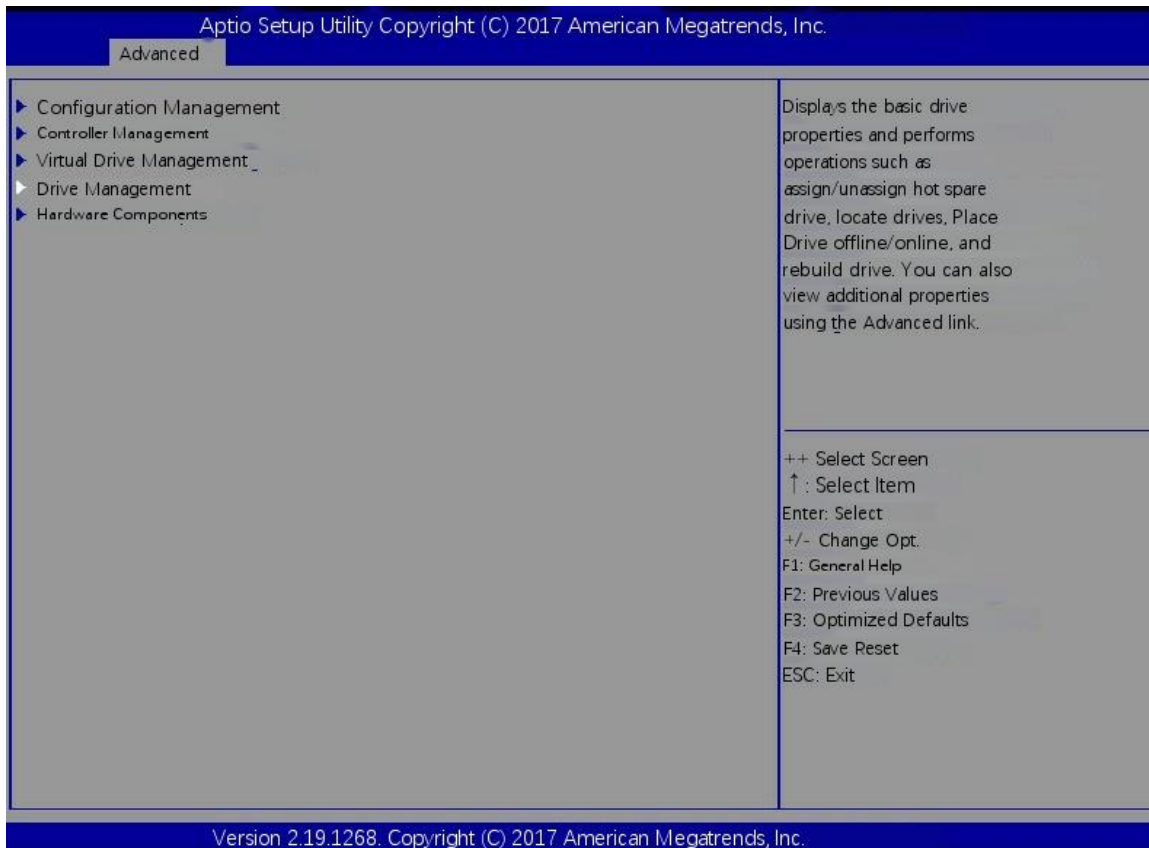 Aptio Setup Utility Copyright (C) 2017 American Megatrends, Inc.
Advanced
Configuration Management
Controller Management
Virtual Drive Management
Drive Management
Hardware Components
Displays the basic drive
properties and performs
operations such as
assign/unassign hot spare
drive, locate drives, Place
Drive offline/online, and
rebuild drive. You can also
view additional properties
using the Advanced link.
++ Select Screen
↑ : Select Item
Enter: Select
+/- Change Opt.
F1: General Help
F2: Previous Values
F3: Optimized Defaults
F4: Save Reset
ESC: Exit
Version 2.19.1268. Copyright (C) 2017 American Megatrends, Inc.